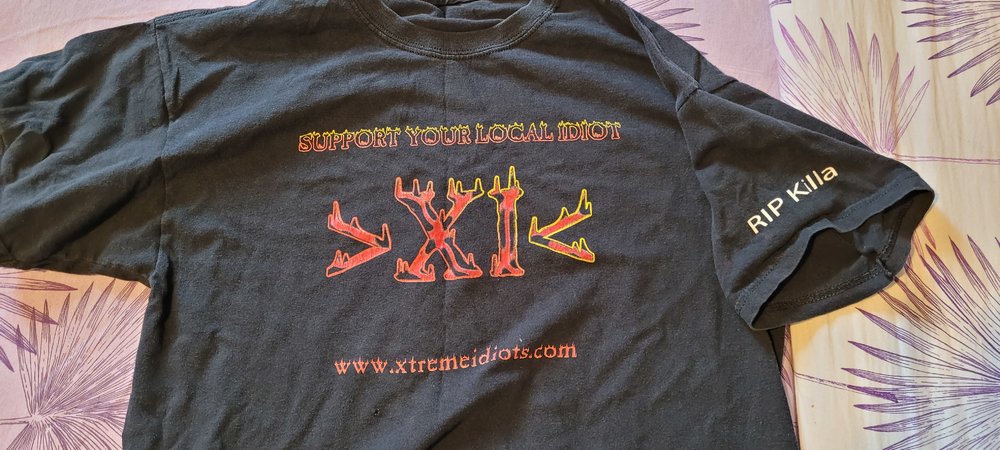 SUPPORT YOUR LOCAL IDIOT
>XI<
www.xtremeidiots.com
RIP Killa